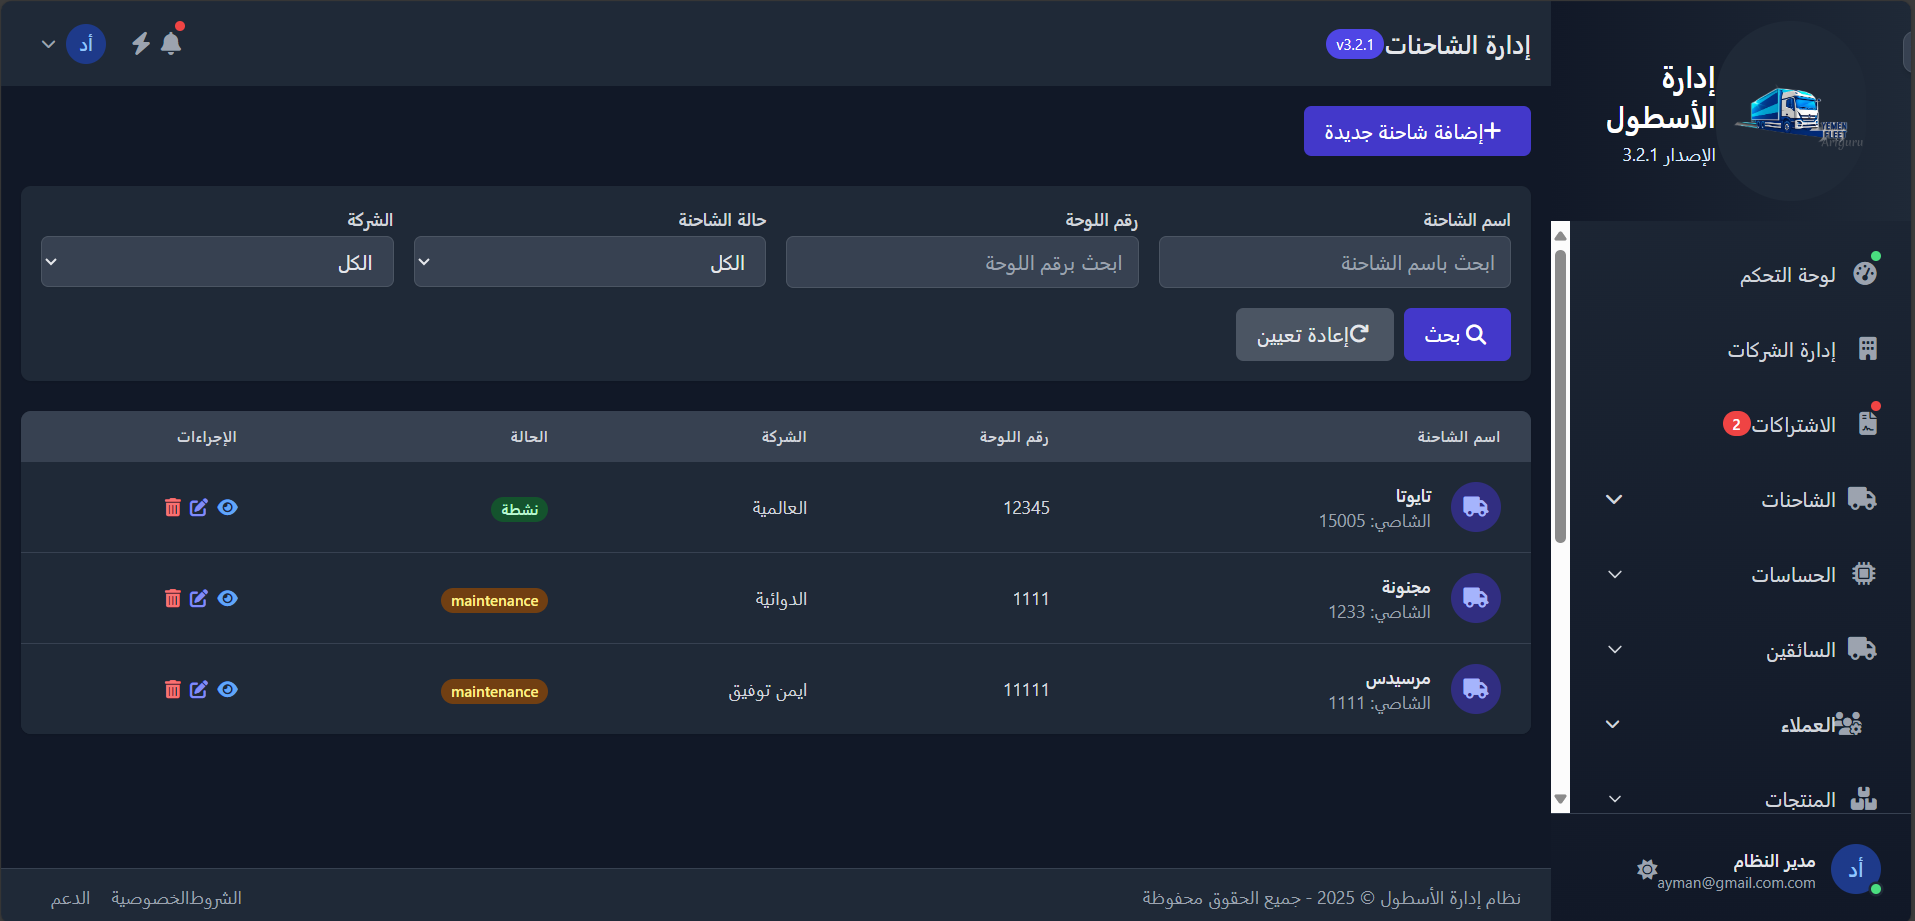 إدارة
الأسطول
الإصدار 3.2.1
YEMEN
FLEET
Artguru
لوحة التحكم
إدارة الشركات
الاشتراكات 2
الشاحنات
الحساسات
السائقين
العملاء
المنتجات
أد
مدير النظام
ayman@gmail.com.com
إدارة الشاحنات v3.2.1
أد
إضافة شاحنة جديدة
اسم الشاحنة رقم اللوحة حالة الشاحنة الشركة
ابحث باسم الشاحنة ابحث برقم اللوحة الكل الكل
بحث إعادة تعيين
اسم الشاحنة رقم اللوحة الشركة الحالة الإجراءات
تايوتا
الشاصي: 15005
12345 العالمية نشطة
مجنونة
الشاصي: 1233
1111 الدوائية maintenance
مرسيدس
الشاصي: 1111
11111 ايمن توفيق maintenance
نظام إدارة الأسطول © 2025 - جميع الحقوق محفوظة
الشروطالخصوصية الدعم